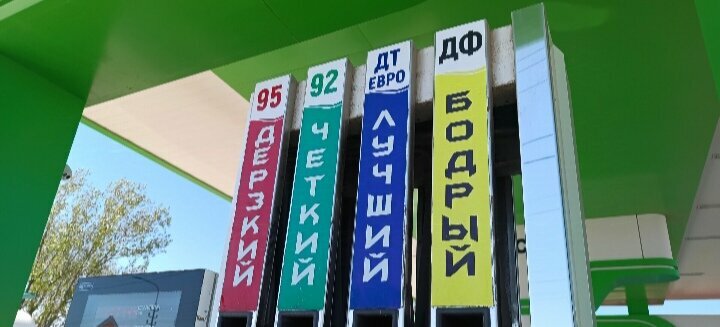 95
ДЕРЗКИЙ
92
ЧЕТКИЙ
ДТ
ЕВРО
ЛУЧШИЙ
ДФ
БОДРЫЙ